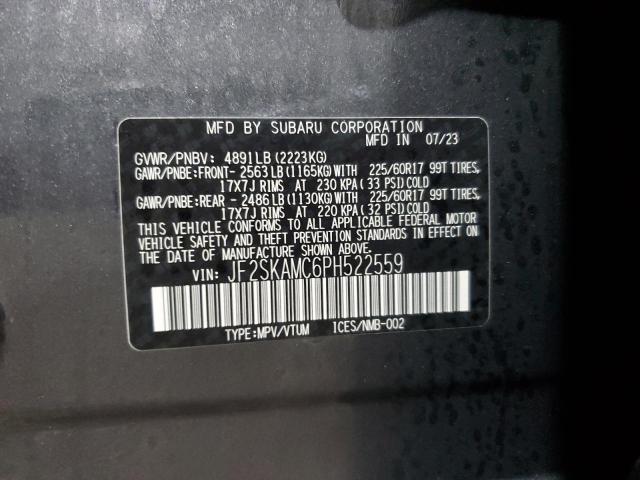 MFD BY SUBARU CORPORATION
MFD IN 07/23
GVWR/PNBV: 4891LB (2223KG)
GAWR/PNBE:FRONT- 2563 LB (1165KG) WITH 225/60R17 99T TIRES,
17X7J RIMS AT 230 KPA (33 PSI) COLD
GAWR/PNBE:REAR - 2486 LB (1130KG) WITH 225/60R17 99T TIRES,
17X7J RIMS AT 220 KPA (32 PSI) COLD
THIS VEHICLE CONFORMS TO ALL APPLICABLE FEDERAL MOTOR
VEHICLE SAFETY AND THEFT PREVENTION STANDARDS IN EFFECT ON
THE DATE OF MANUFACTURE SHOWN ABOVE.
VIN: JF2SKAMC6PH522559
TYPE:MPV/VTUM ICES/NMB-002